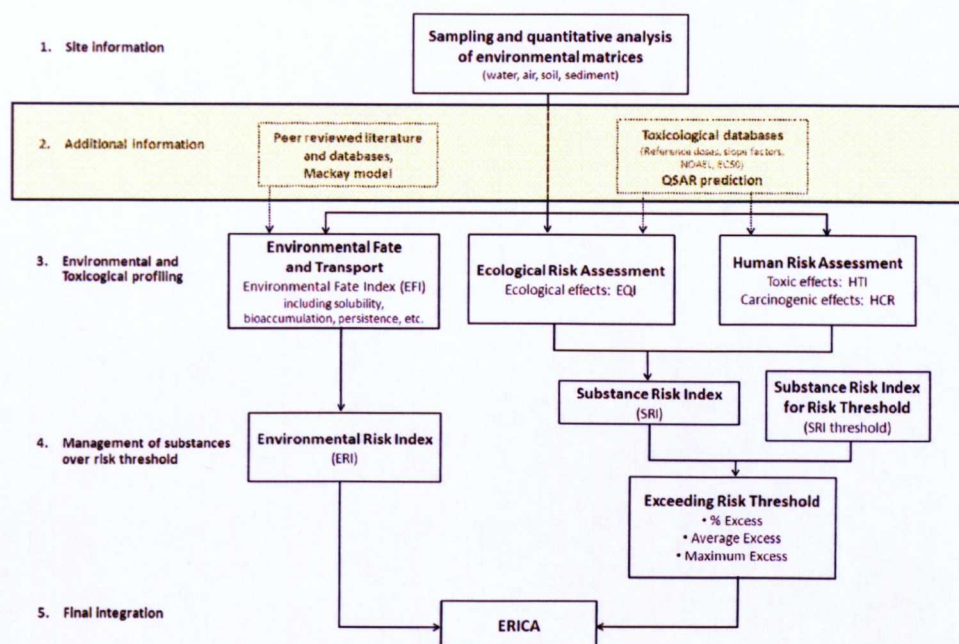 1. Site information
Sampling and quantitative analysis
of environmental matrices
(water, air, soil, sediment)
2. Additional information
Peer reviewed literature
and databases,
Mackay model
Toxicological databases
(Reference doses, slope factors,
NOAEL, EC50)
QSAR prediction
3. Environmental and
Toxicogical profiling
Environmental Fate
and Transport
Environmental Fate Index (EFI)
including solubility,
bioaccumulation, persistence, etc.
Ecological Risk Assessment
Ecological effects: EQI
Human Risk Assessment
Toxic effects: HTI
Carcinogenic effects: HCR
Substance Risk Index
(SRI)
Substance Risk Index
for Risk Threshold
(SRI threshold)
4. Management of substances
over risk threshold
Environmental Risk Index
(ERI)
Exceeding Risk Threshold
• % Excess
• Average Excess
• Maximum Excess
5. Final integration
ERICA